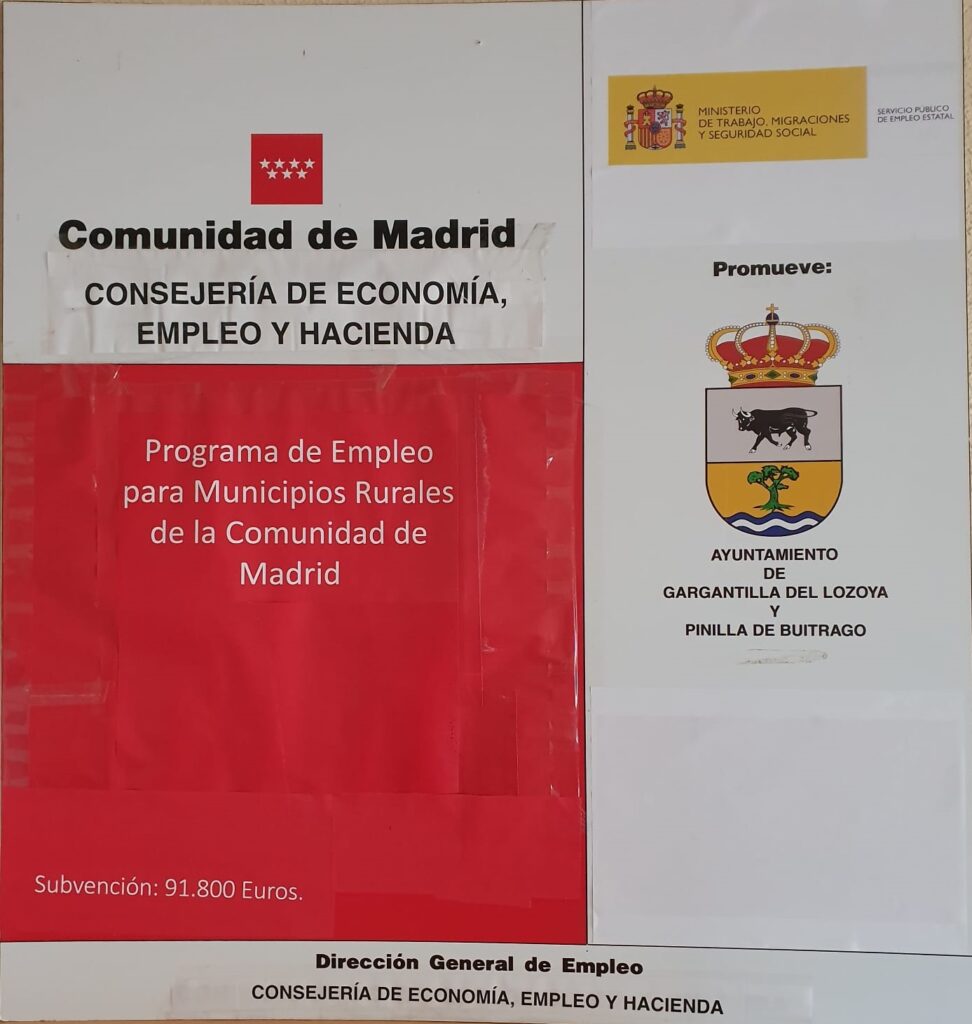 Comunidad de Madrid
CONSEJERÍA DE ECONOMÍA,
EMPLEO Y HACIENDA
Programa de Empleo
para Municipios Rurales
de la Comunidad de
Madrid
Subvención: 91.800 Euros.
MINISTERIO
DE TRABAJO, MIGRACIONES
Y SEGURIDAD SOCIAL
SERVICIO PÚBLICO
DE EMPLEO ESTATAL
Promueve:
AYUNTAMIENTO
DE
GARGANTILLA DEL LOZOYA
Y
PINILLA DE BUITRAGO
Dirección General de Empleo
CONSEJERÍA DE ECONOMÍA, EMPLEO Y HACIENDA